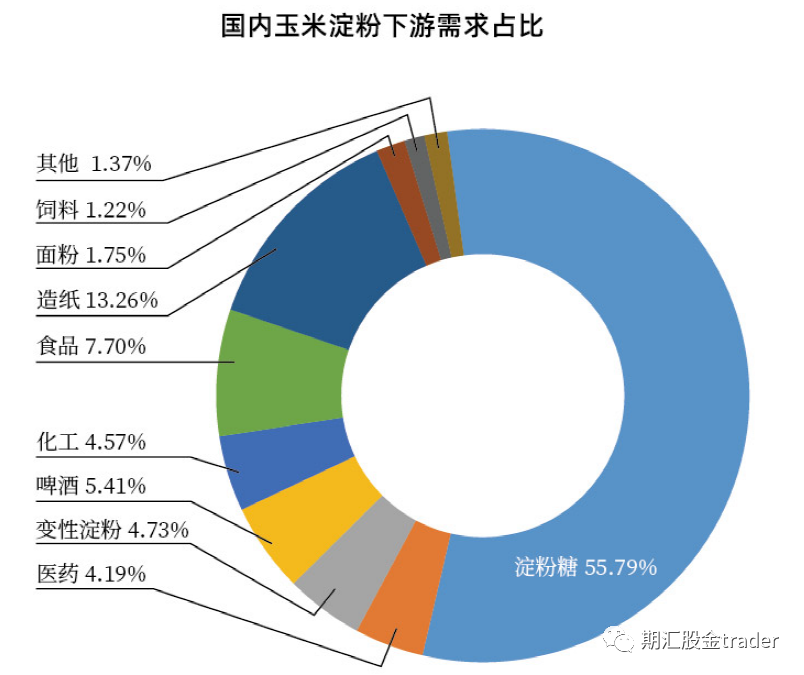 国内玉米淀粉下游需求占比
其他 1.37%
饲料 1.22%
面粉 1.75%
造纸 13.26%
食品 7.70%
化工 4.57%
啤酒 5.41%
变性淀粉 4.73%
医药 4.19%
淀粉糖 55.79%
期汇股金trader